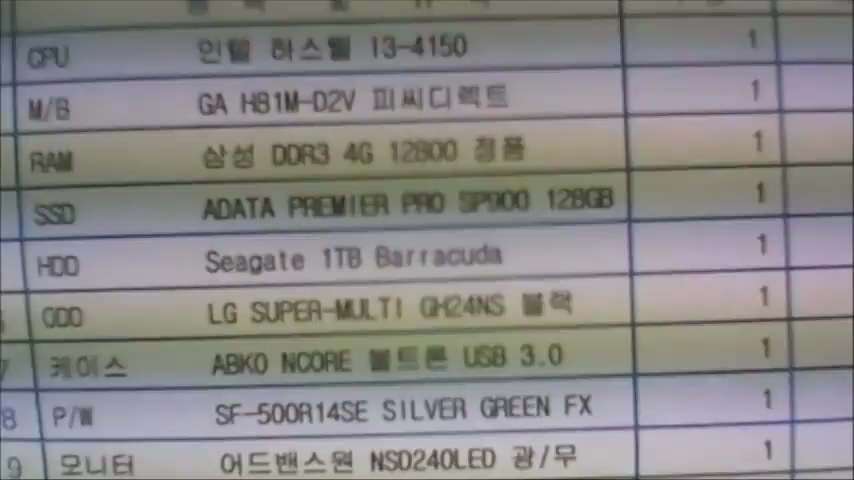 CPU 인텔 하스웰 I3-4150 1
M/B GA H81M-D2V 피씨디렉트 1
RAM 삼성 DDR3 4G 12800 정품 1
SSD ADATA PREMIER PRO SP900 128GB 1
HDD Seagate 1TB Barracuda 1
ODD LG SUPER-MULTI GH24NS 블랙 1
7 케이스 ABKO NCORE 볼트론 USB 3.0 1
8 P/W SF-500R14SE SILVER GREEN FX 1
9 모니터 어드밴스원 NSD240LED 광/무 1